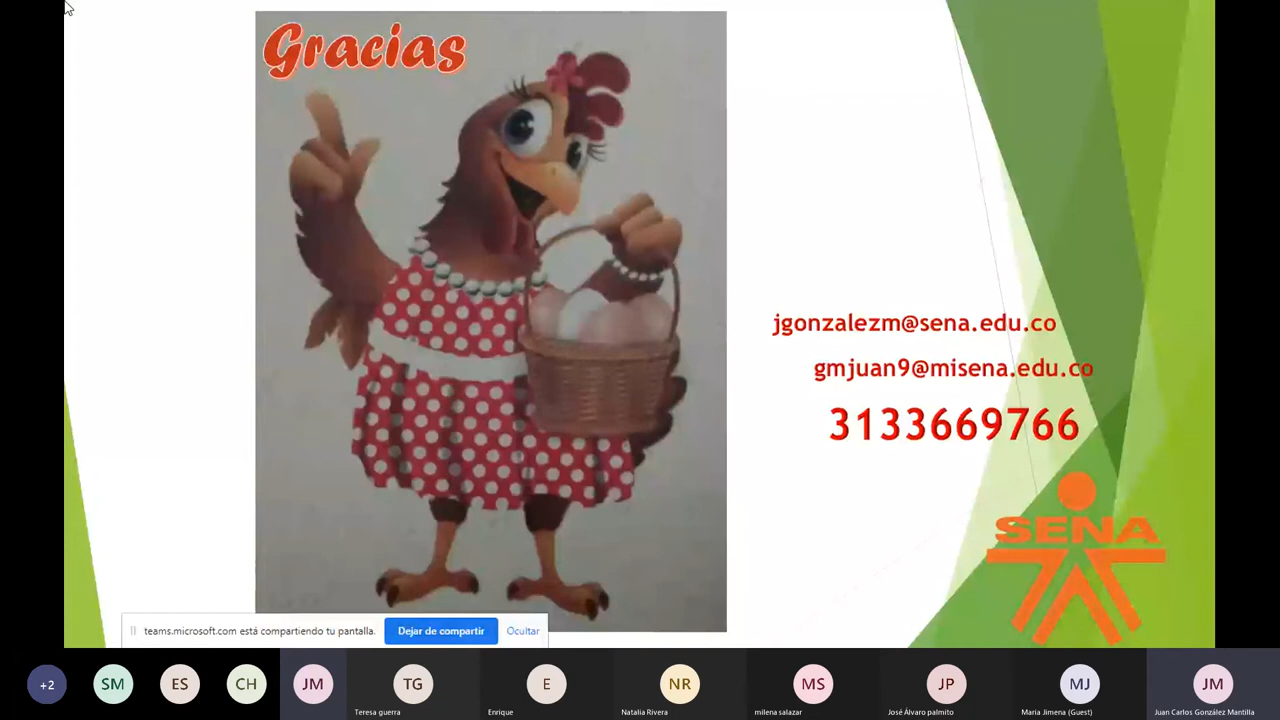 Gracias
jgonzalezm@sena.edu.co
gmjuan9@misena.edu.co
3133669766
SENA
teams.microsoft.com está compartiendo tu pantalla.
Dejar de compartir
Ocultar
+2
SM
ES
CH
JM
TG
E
NR
MS
JP
MJ
JM
Teresa guerra
Enrique
Natalia Rivera
milena salazar
José Álvaro palmito
Maria Jimena (Guest)
Juan Carlos González Mantilla